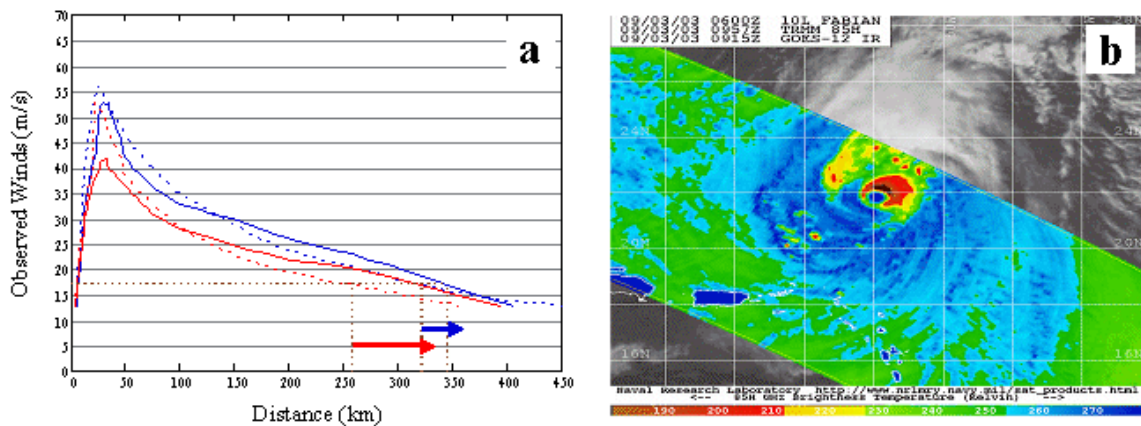 70
65
60
55
50
45
40
35
30
25
20
15
10
5
0
Observed Winds (m/s)
a
0 50 100 150 200 250 300 350 400 450
Distance (km)
09/03/03 0600Z 10L FABIAN
09/03/03 0957Z TRMM 85H
09/03/03 0915Z GOES-12 IR
b
24N
24N
20N
20N
16N
16N
Naval Research Laboratory http://www.nrlmry.navy.mil/sat_products.html
<-- 85H GHz Brightness Temperature (Kelvin) -->
190 200 210 220 230 240 250 260 270